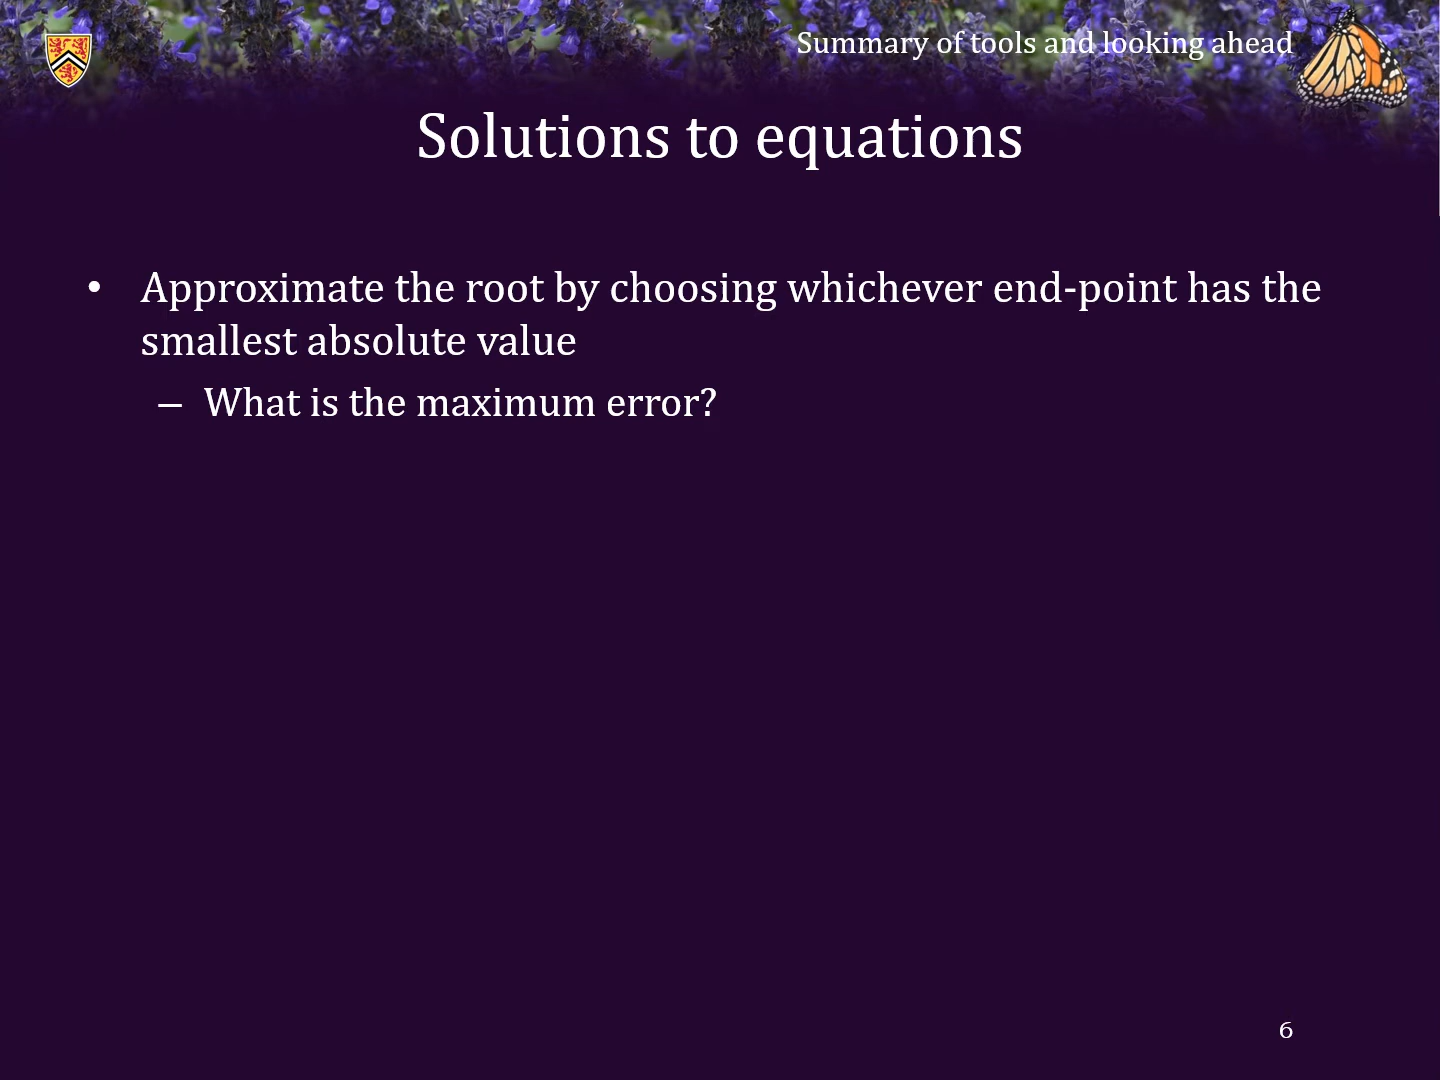 Summary of tools and looking ahead
Solutions to equations
• Approximate the root by choosing whichever end-point has the
smallest absolute value
– What is the maximum error?
6